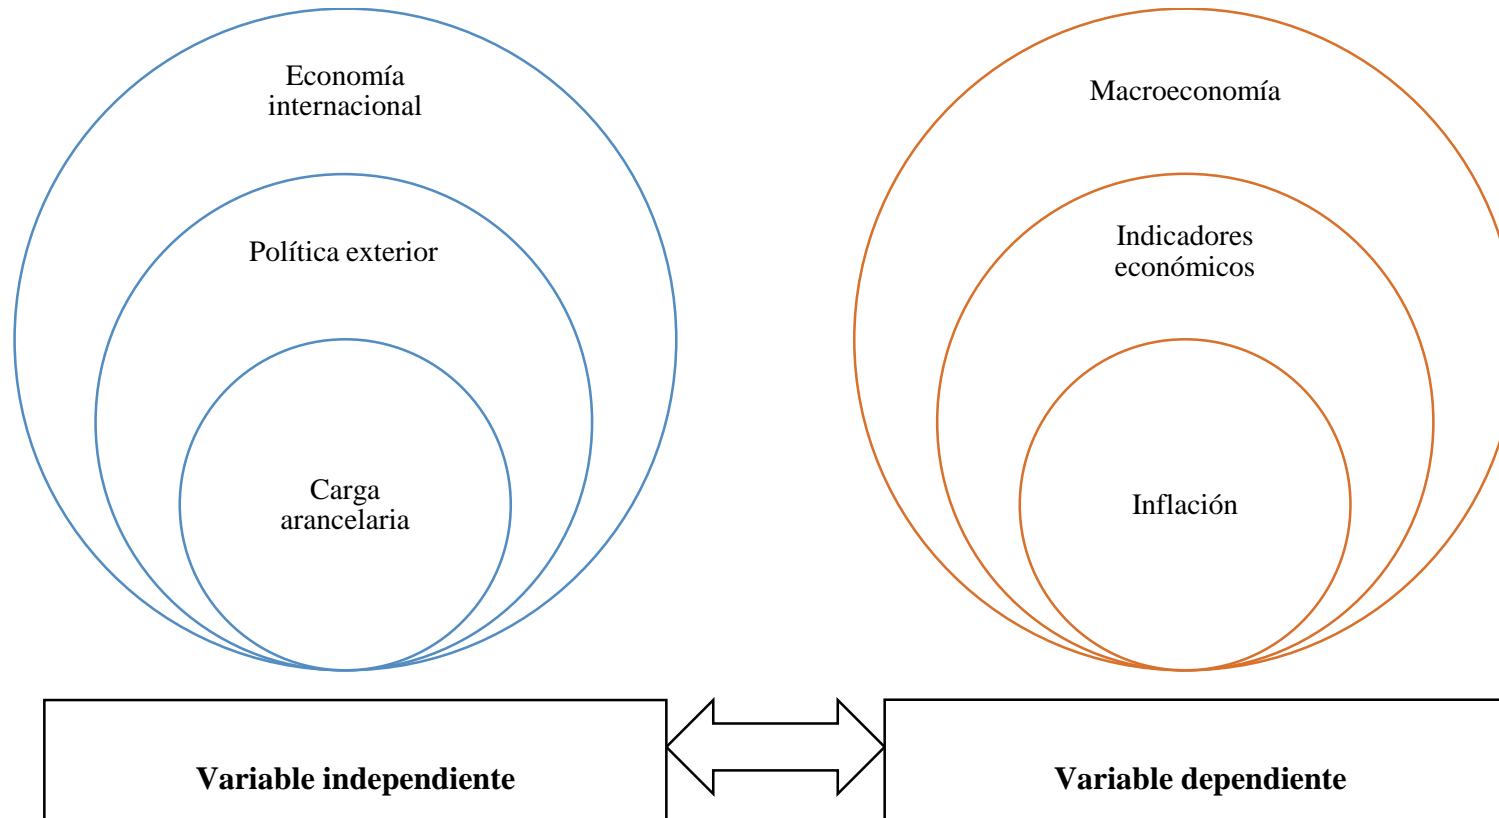 Economía
internacional
Política exterior
Carga
arancelaria
Macroeconomía
Indicadores
económicos
Inflación
Variable independiente
Variable dependiente